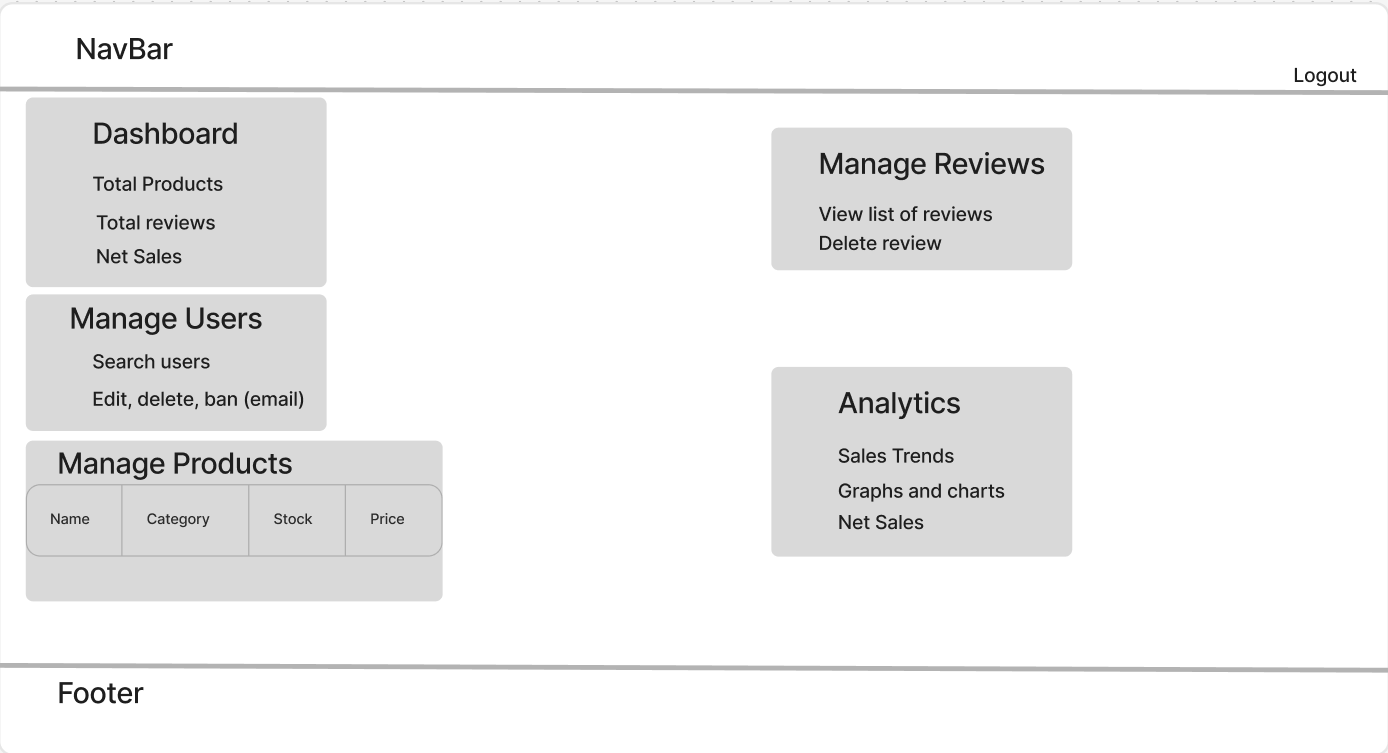 NavBar
Logout
Dashboard
Total Products
Total reviews
Net Sales
Manage Users
Search users
Edit, delete, ban (email)
Manage Products
Name Category Stock Price
Manage Reviews
View list of reviews
Delete review
Analytics
Sales Trends
Graphs and charts
Net Sales
Footer